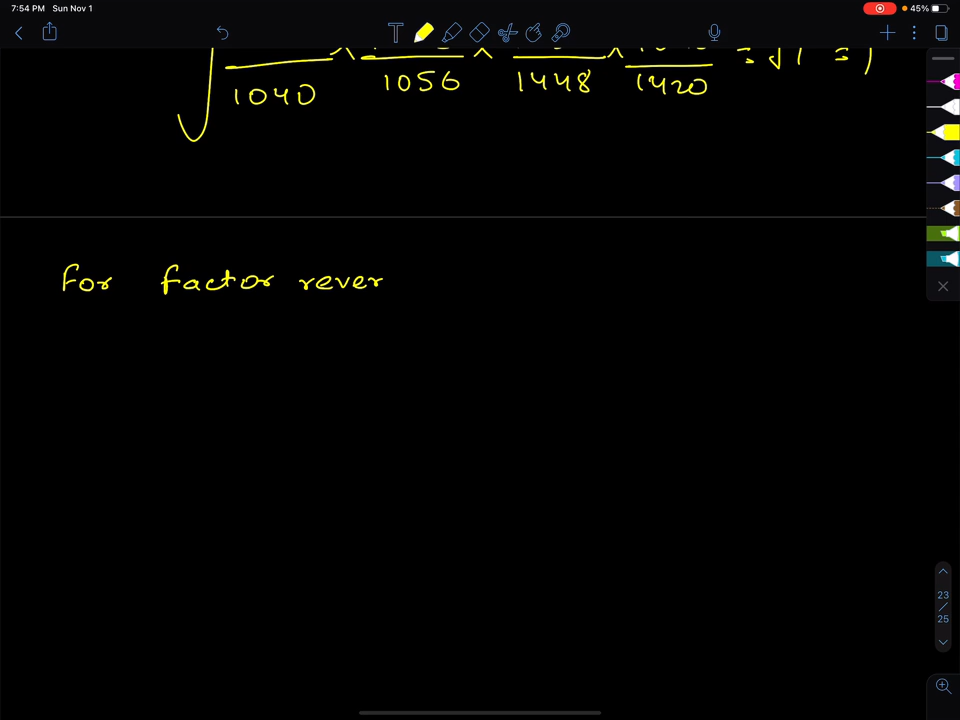 7:54 PM Sun Nov 1 45%
1040 1056 1448 1420
For factor rever
23
/
25